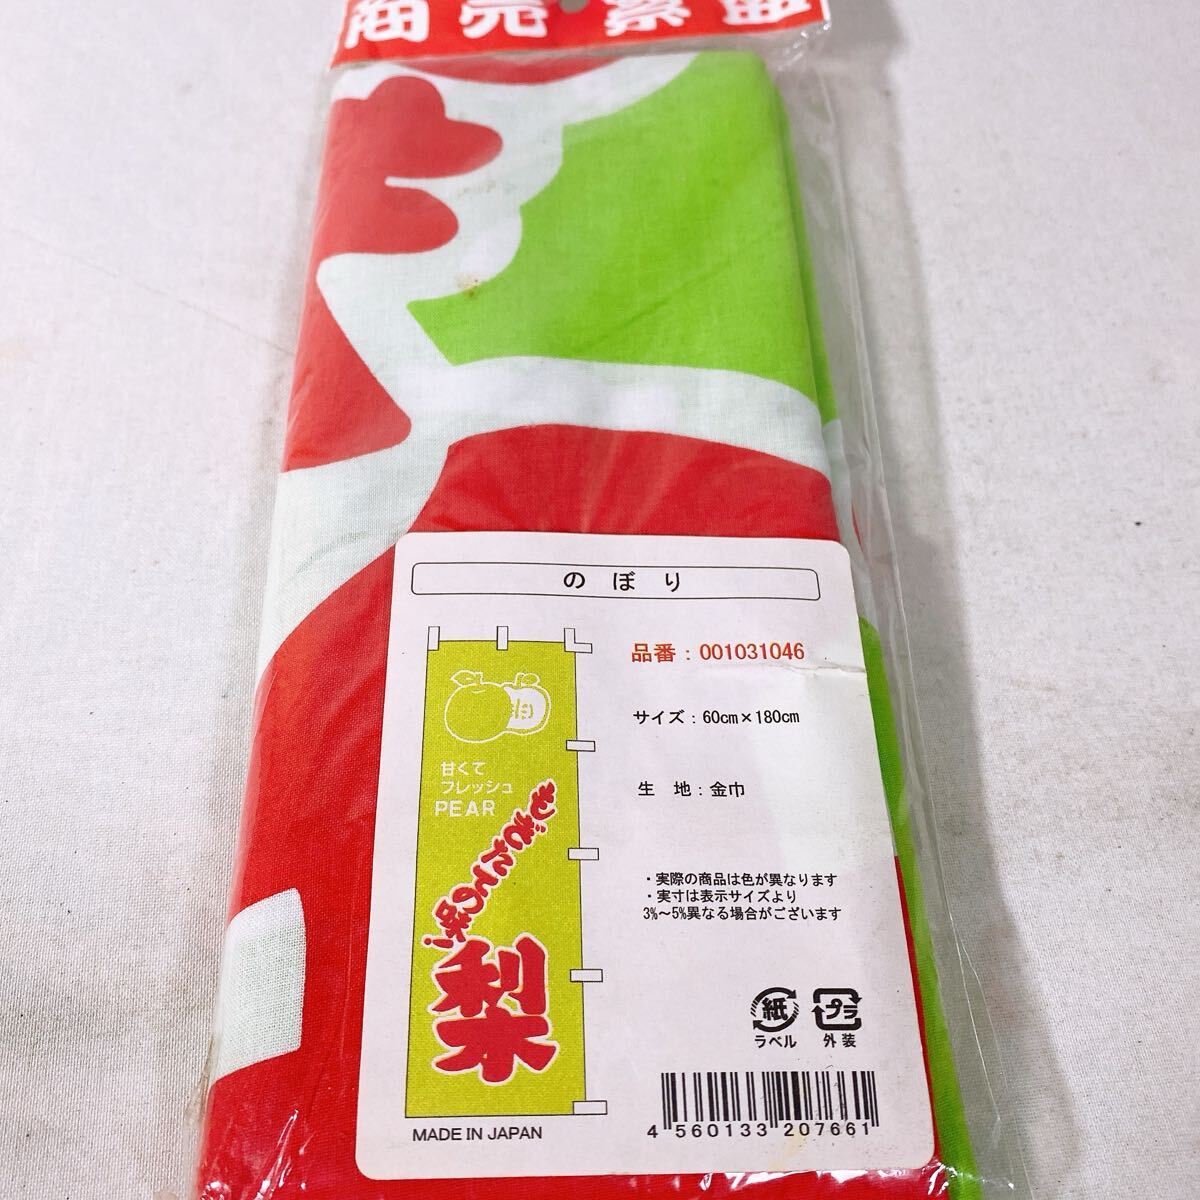 商売繁盛
のぼり
品番：001031046
サイズ：60cm×180cm
生　地：金巾
・実際の商品は色が異なります
・実寸は表示サイズより
3%～5%異なる場合がございます
甘くて
フレッシュ
PEAR
もぎたての味！
梨
MADE IN JAPAN
紙
ラベル
プラ
外装
4 560133 207661